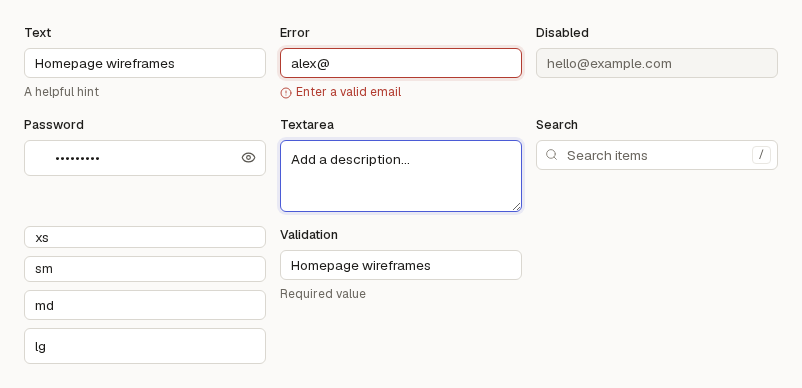 Text
Homepage wireframes
A helpful hint
Error
alex@
Enter a valid email
Disabled
hello@example.com
Password
•••••••••
Textarea
Add a description...
Search
Search items
/
xs
sm
md
lg
Validation
Homepage wireframes
Required value